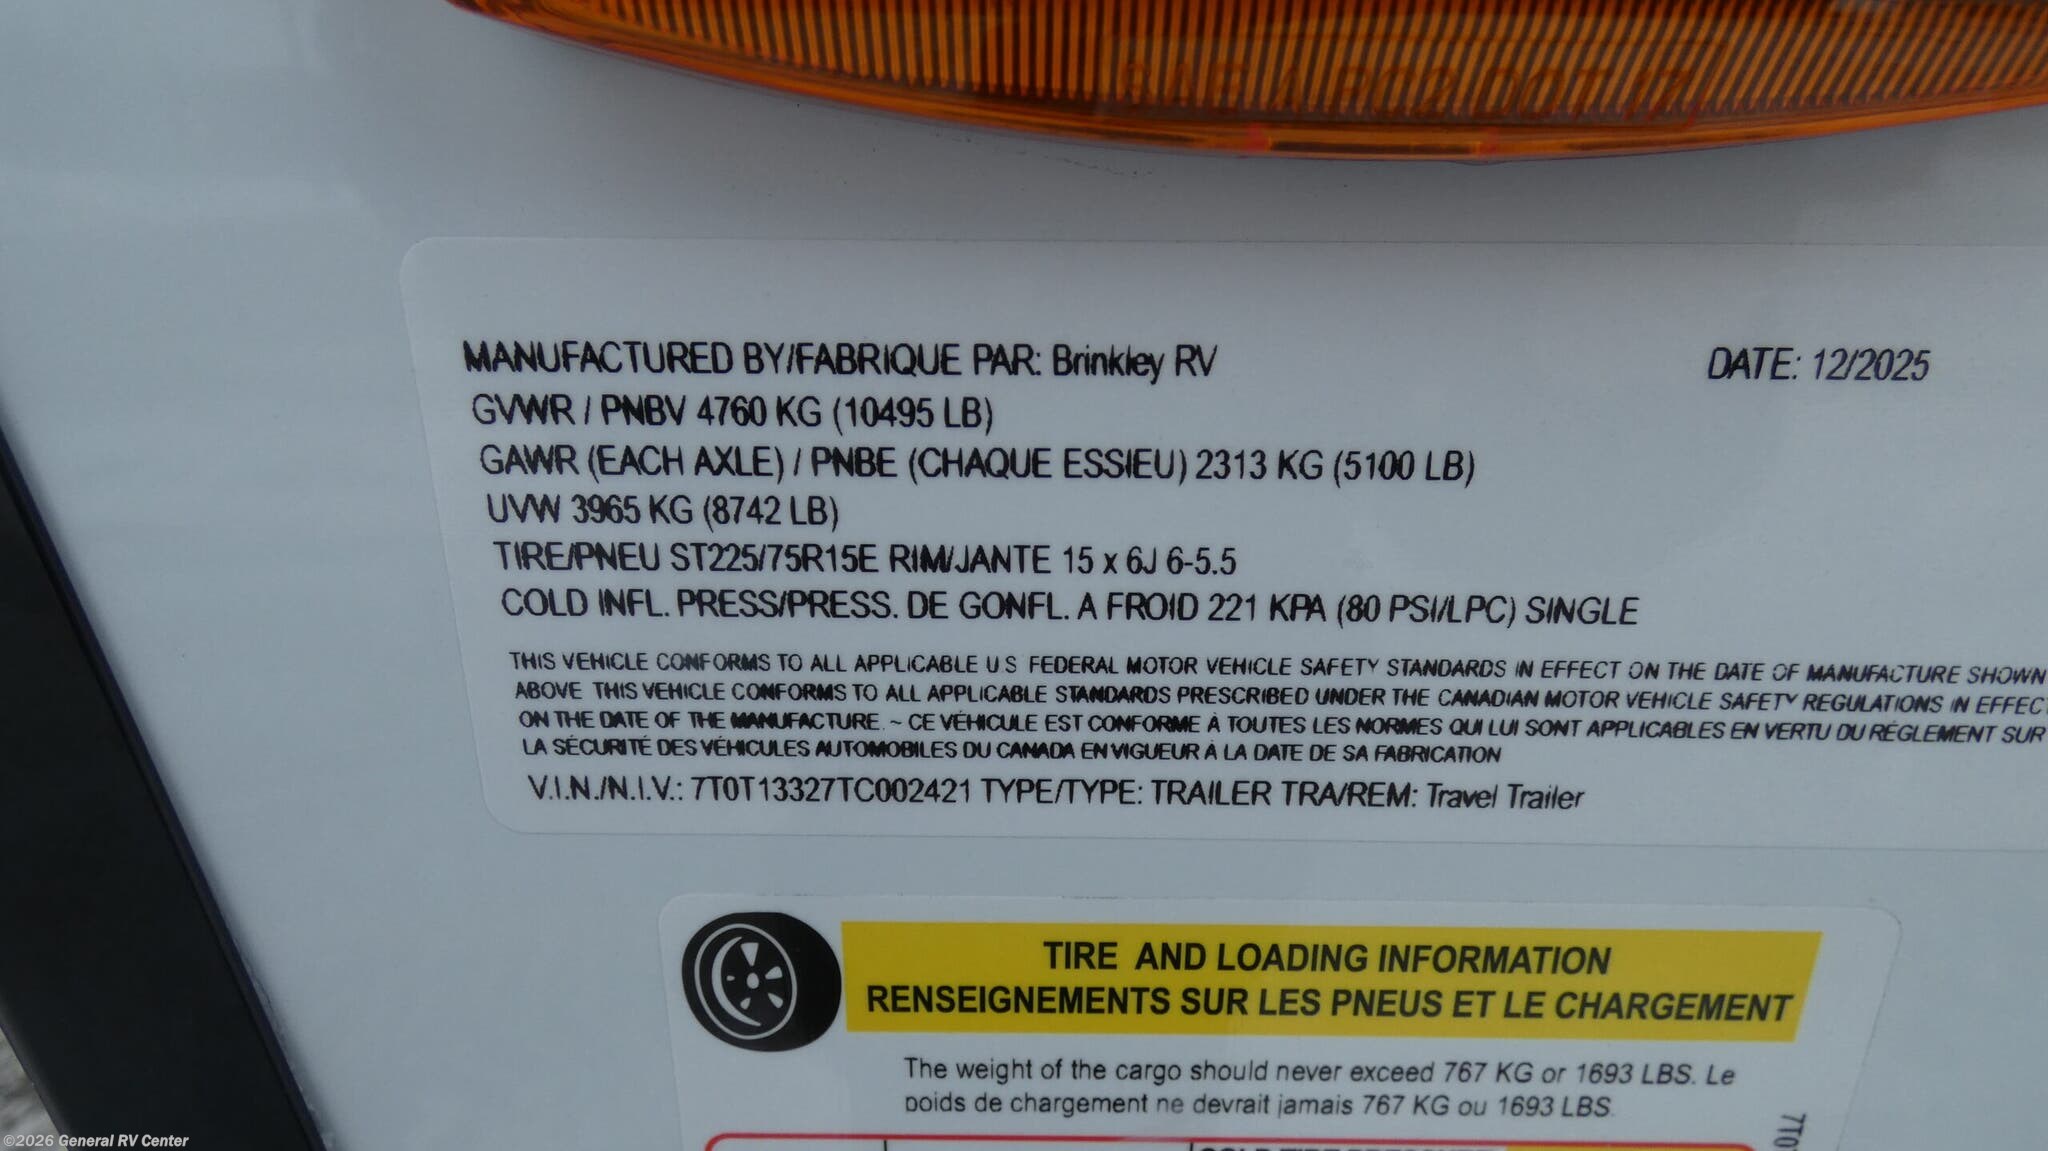 SAE A P2 DOT 17
MANUFACTURED BY/FABRIQUE PAR: Brinkley RV DATE: 12/2025
GVWR / PNBV 4760 KG (10495 LB)
GAWR (EACH AXLE) / PNBE (CHAQUE ESSIEU) 2313 KG (5100 LB)
UVW 3965 KG (8742 LB)
TIRE/PNEU ST225/75R15E RIM/JANTE 15 x 6J 6-5.5
COLD INFL. PRESS/PRESS. DE GONFL. A FROID 221 KPA (80 PSI/LPC) SINGLE
THIS VEHICLE CONFORMS TO ALL APPLICABLE U S FEDERAL MOTOR VEHICLE SAFETY STANDARDS IN EFFECT ON THE DATE OF MANUFACTURE SHOWN
ABOVE THIS VEHICLE CONFORMS TO ALL APPLICABLE STANDARDS PRESCRIBED UNDER THE CANADIAN MOTOR VEHICLE SAFETY REGULATIONS IN EFFECT
ON THE DATE OF THE MANUFACTURE. ~ CE VÉHICULE EST CONFORME À TOUTES LES NORMES QUI LUI SONT APPLICABLES EN VERTU DU RÉGLEMENT SUR
LA SÉCURITÉ DES VÉHICULES AUTOMOBILES DU CANADA EN VIGUEUR À LA DATE DE SA FABRICATION
V.I.N./N.I.V.: 7T0T13327TC002421 TYPE/TYPE: TRAILER TRA/REM: Travel Trailer
TIRE AND LOADING INFORMATION
RENSEIGNEMENTS SUR LES PNEUS ET LE CHARGEMENT
The weight of the cargo should never exceed 767 KG or 1693 LBS. Le
poids de chargement ne devrait jamais 767 KG ou 1693 LBS.
7T0
©2026 General RV Center